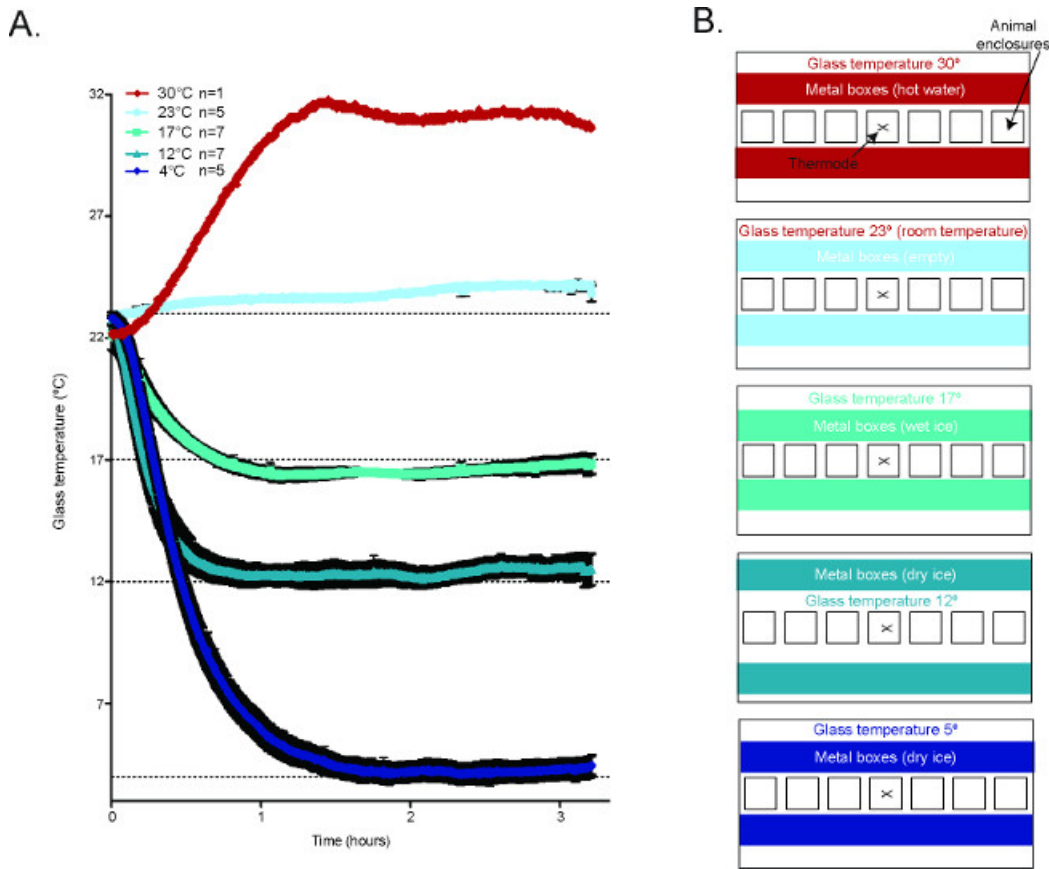 A.
30°C n=1
23°C n=5
17°C n=7
12°C n=7
4°C n=5
32
27
22
17
12
7
Glass temperature (°C)
0
1
2
3
Time (hours)
B.
Animal
enclosures
Glass temperature 30°
Metal boxes (hot water)
×
Thermode
Glass temperature 23° (room temperature)
Metal boxes (empty)
×
Glass temperature 17°
Metal boxes (wet ice)
×
Metal boxes (dry ice)
Glass temperature 12°
×
Glass temperature 5°
Metal boxes (dry ice)
×